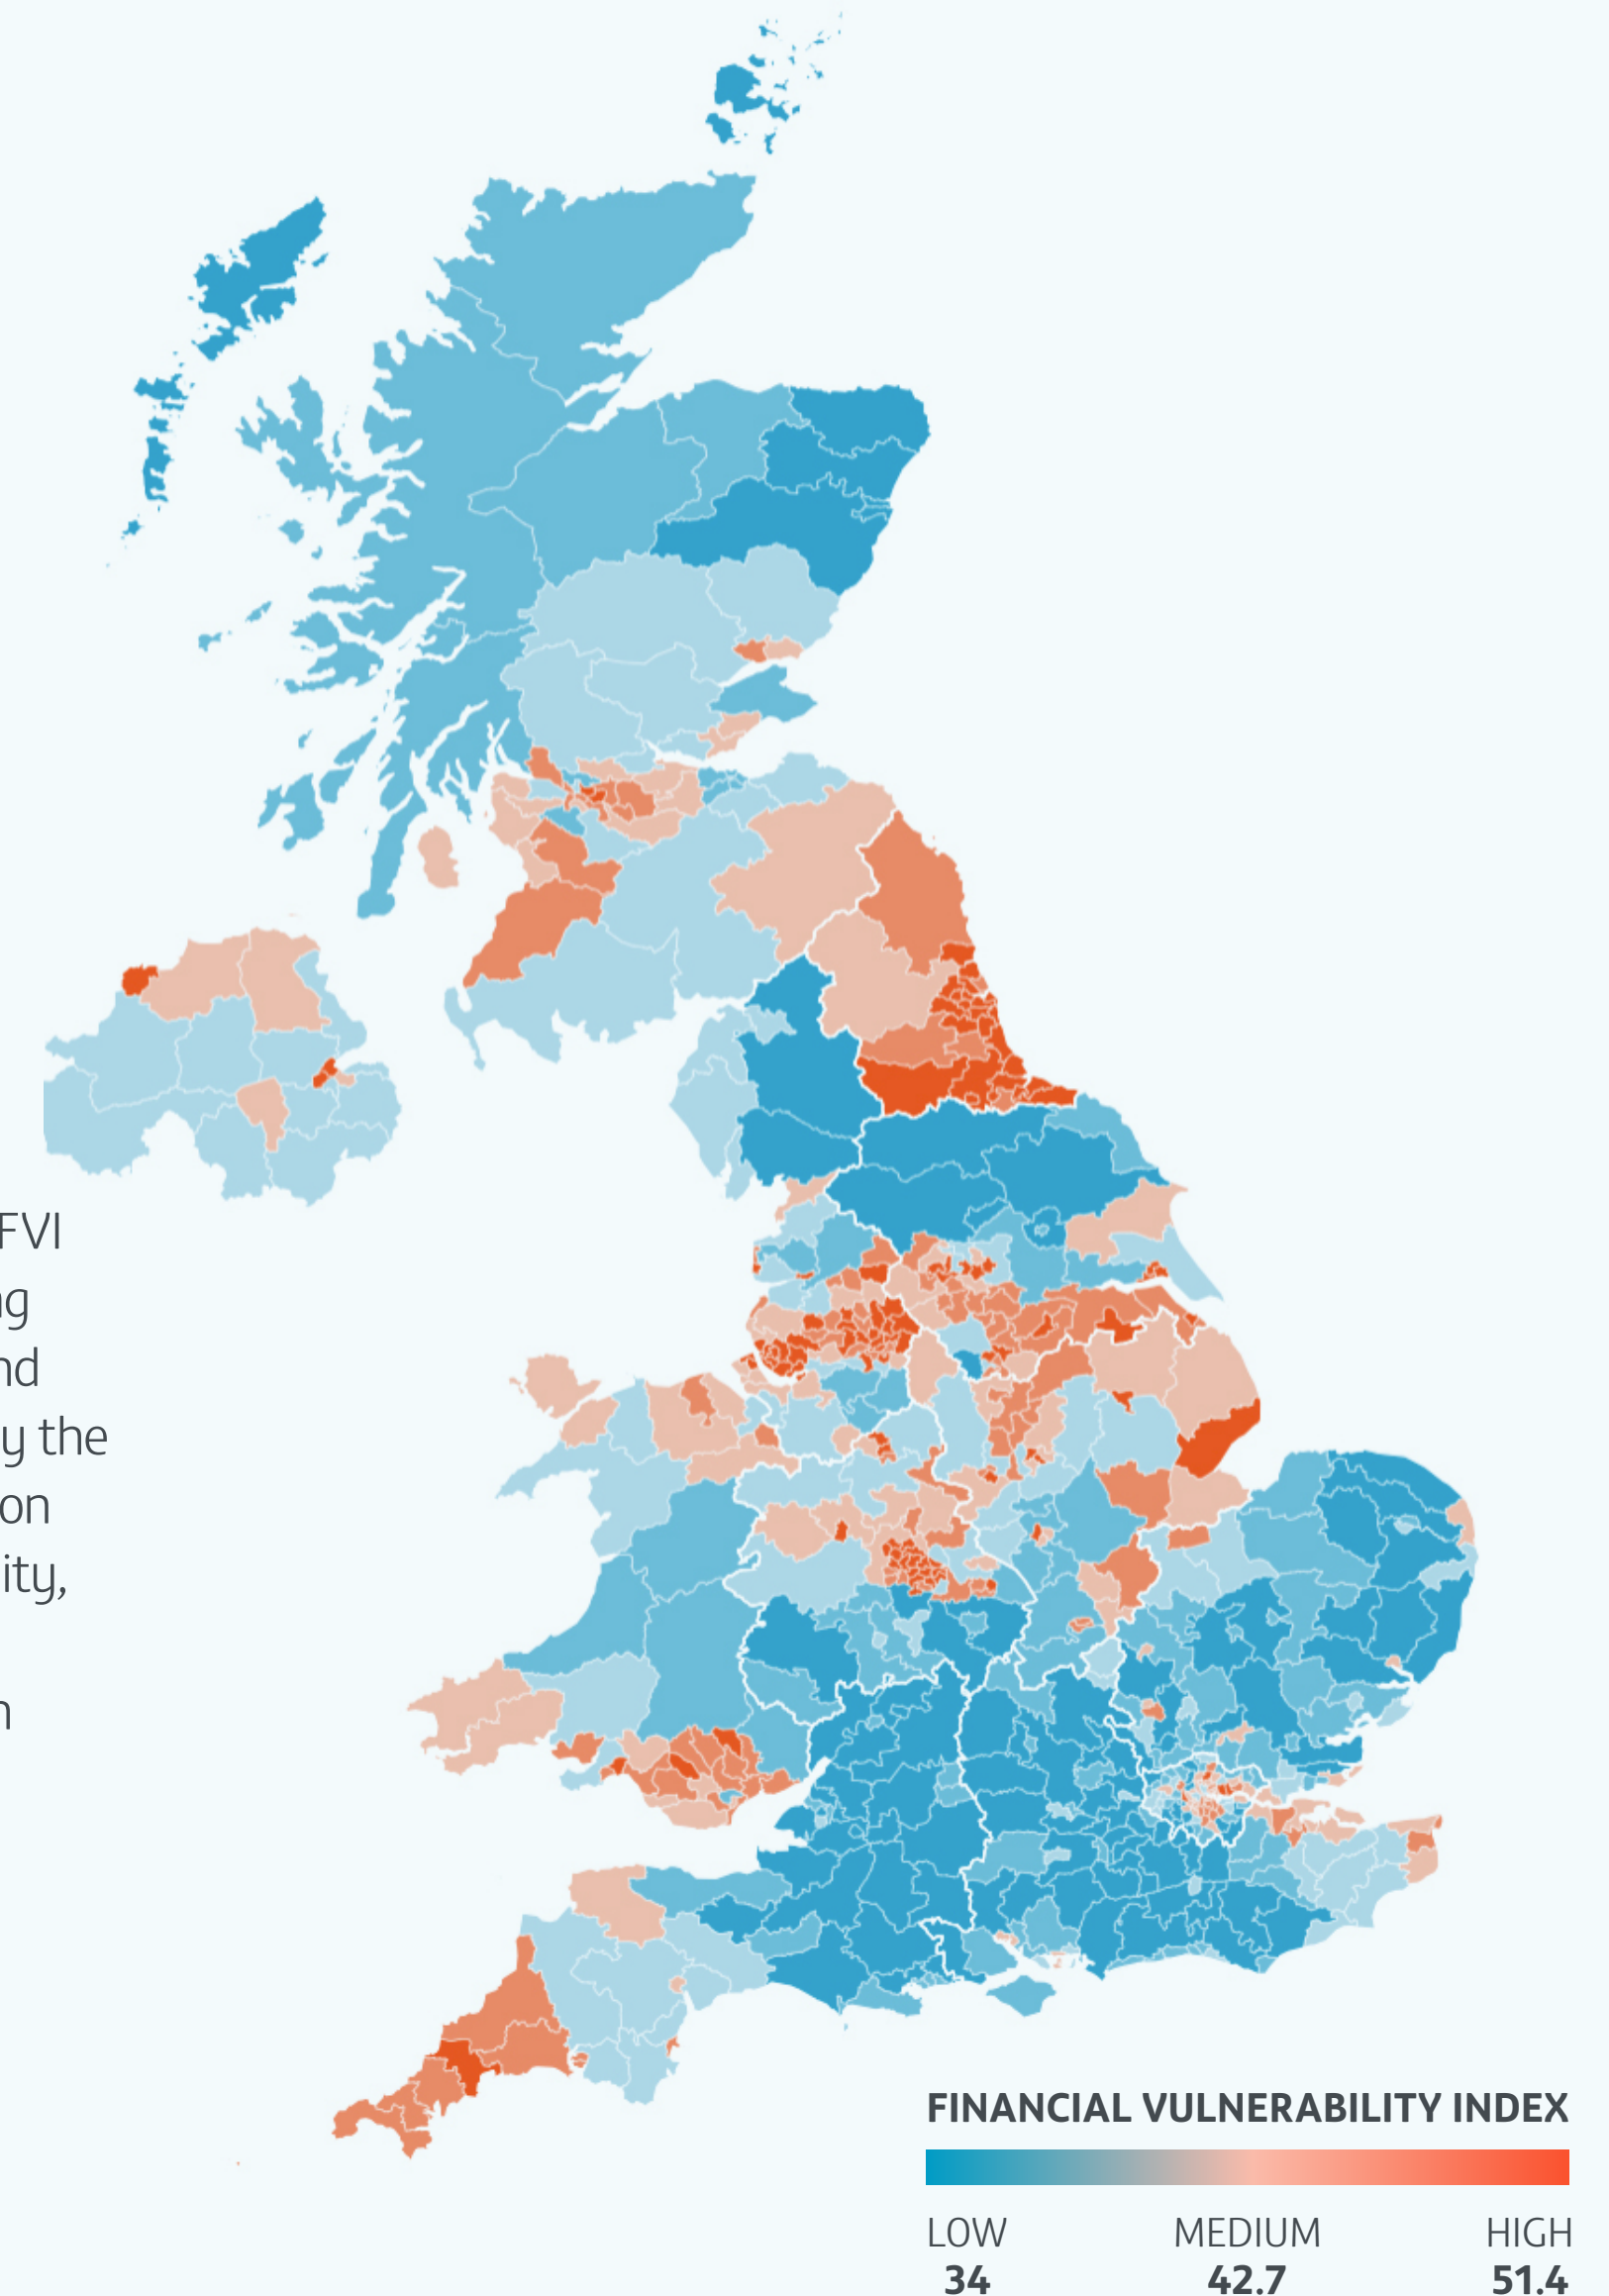 FVI
g
nd
y the
on
ity,
n
FINANCIAL VULNERABILITY INDEX
LOW MEDIUM HIGH
34 42.7 51.4